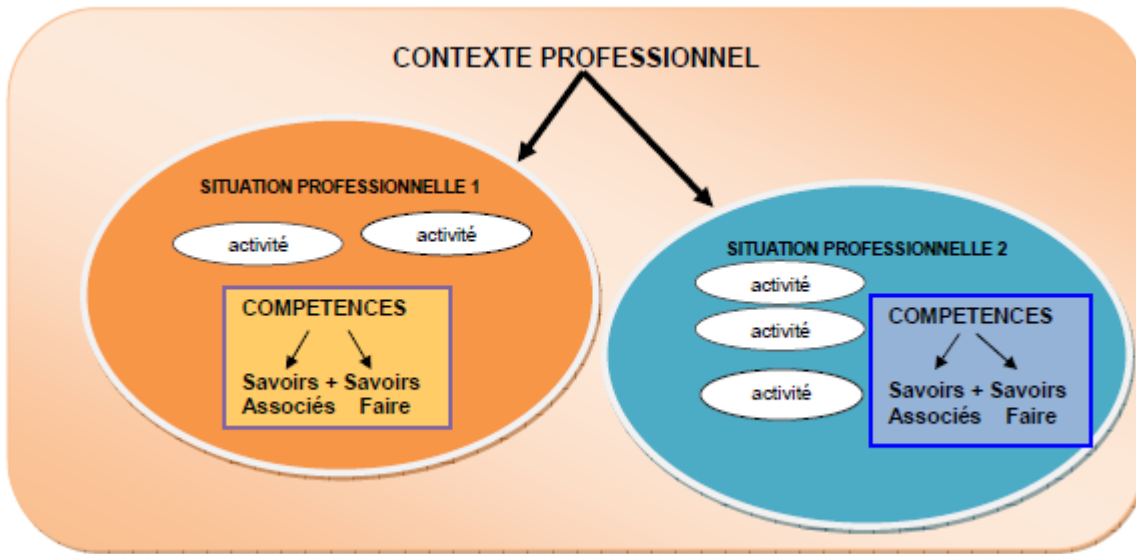 CONTEXTE PROFESSIONNEL
SITUATION PROFESSIONNELLE 1
activité
activité
COMPETENCES
Savoirs + Savoirs
Associés Faire
SITUATION PROFESSIONNELLE 2
activité
activité
activité
COMPETENCES
Savoirs + Savoirs
Associés Faire